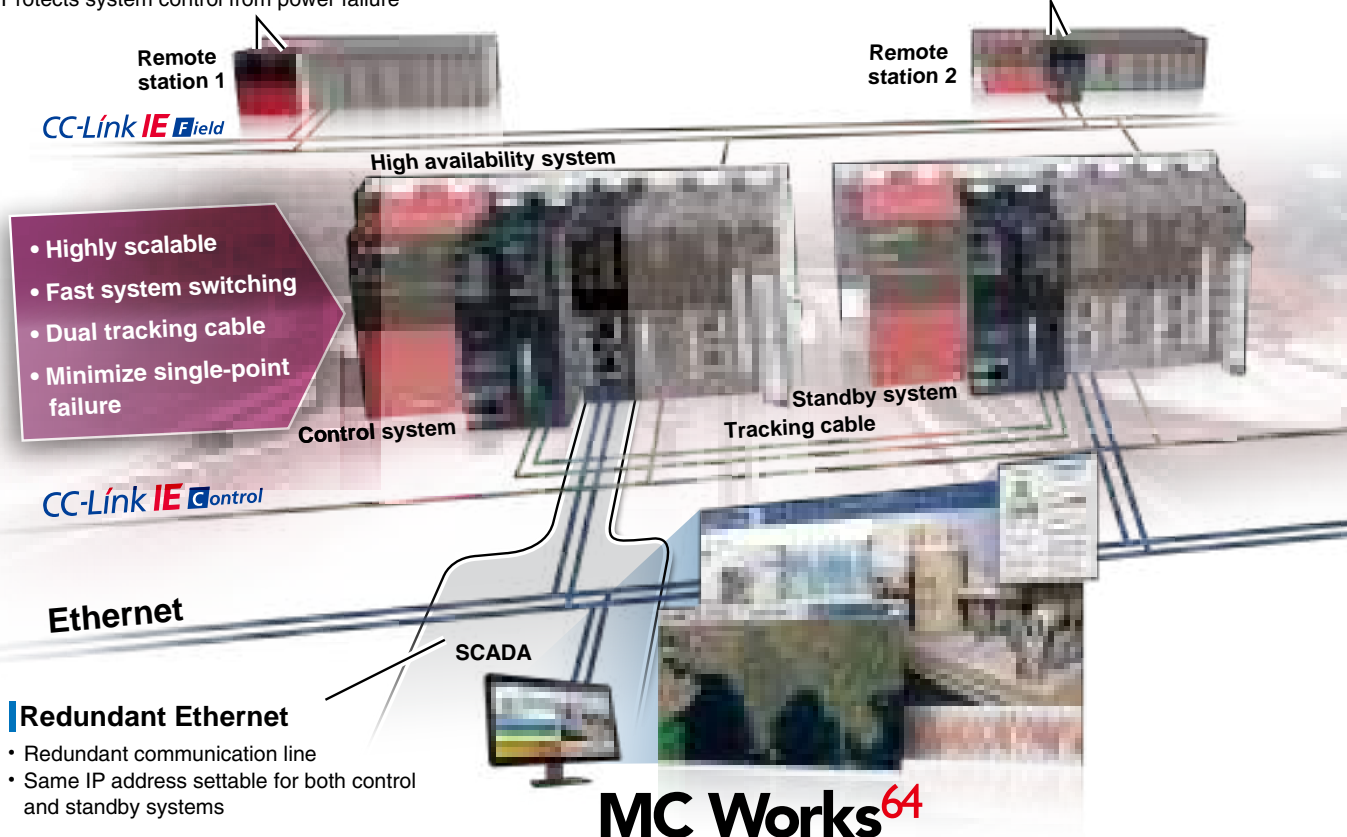 Protects system control from power failure
Remote
station 1
Remote
station 2
CC-Link IE Field
High availability system
• Highly scalable
• Fast system switching
• Dual tracking cable
• Minimize single-point
failure
Control system
Standby system
Tracking cable
CC-Link IE Control
Ethernet
SCADA
Redundant Ethernet
• Redundant communication line
• Same IP address settable for both control
and standby systems
MC Works64